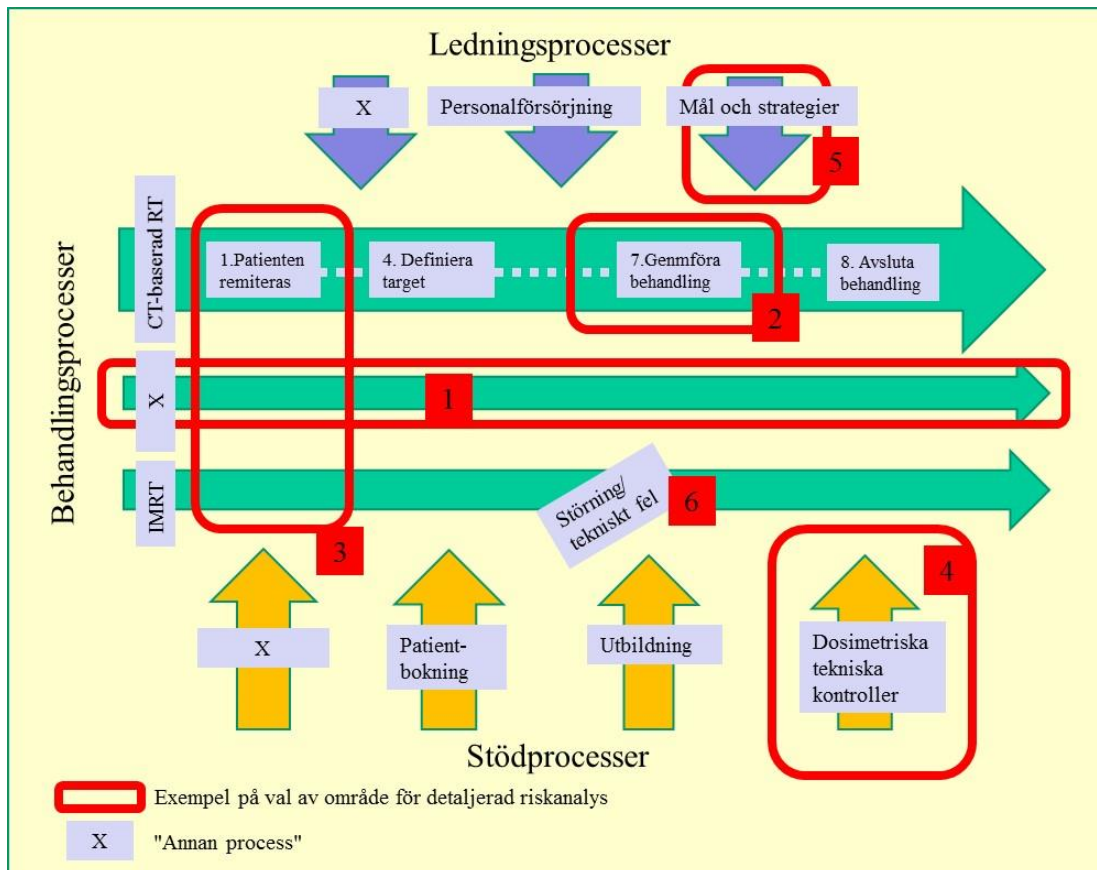 Ledningsprocesser
X
Personalförsörjning
Mål och strategier
5
Behandlingsprocesser
CT-baserad RT
1.Patienten
remiteras
4. Definiera
target
7.Genmföra
behandling
8. Avsluta
behandling
2
X
1
IMRT
Störning/
tekniskt fel
6
3
4
X
Patient-
bokning
Utbildning
Dosimetriska
tekniska
kontroller
Stödprocesser
Exempel på val av område för detaljerad riskanalys
X
"Annan process"